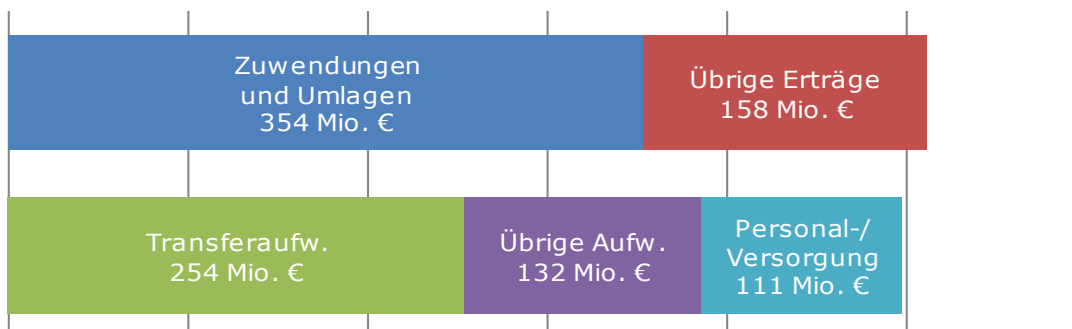 Zuwendungen
und Umlagen
354 Mio. €
Übrige Erträge
158 Mio. €
Transferaufw.
254 Mio. €
Übrige Aufw.
132 Mio. €
Personal-/
Versorgung
111 Mio. €